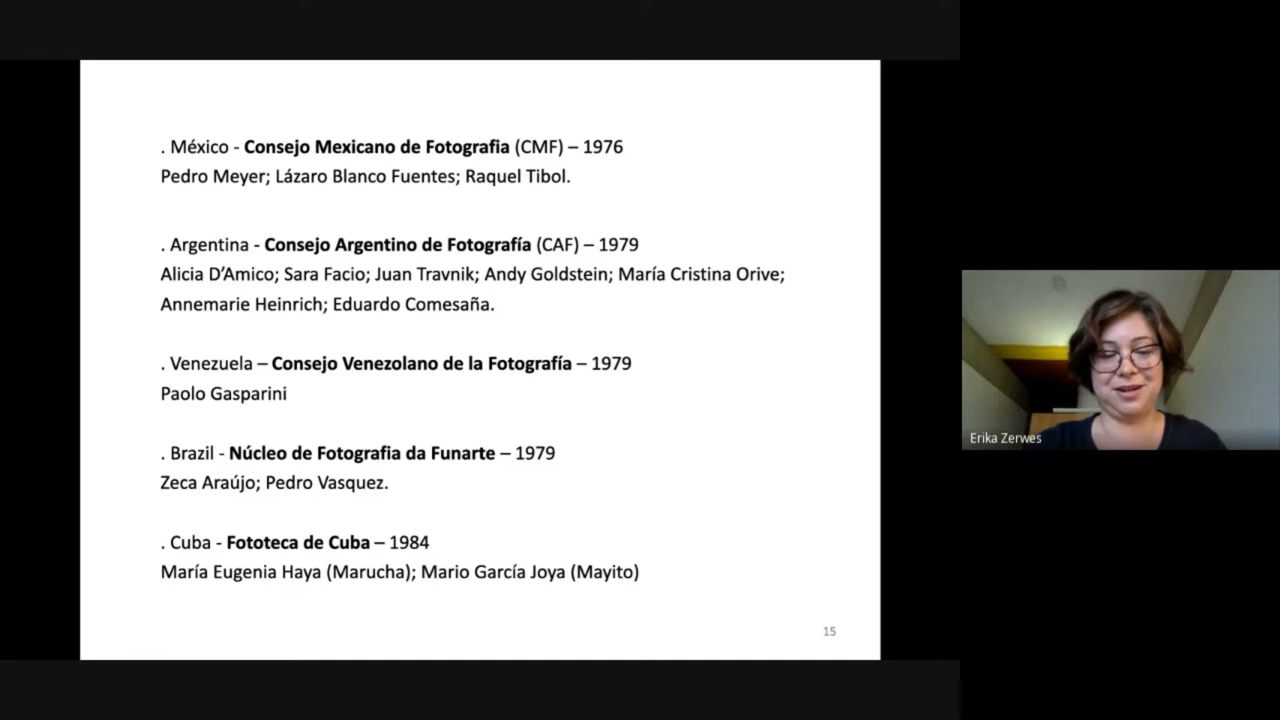 . México - Consejo Mexicano de Fotografia (CMF) – 1976
Pedro Meyer; Lázaro Blanco Fuentes; Raquel Tibol.
. Argentina - Consejo Argentino de Fotografía (CAF) – 1979
Alicia D’Amico; Sara Facio; Juan Travnik; Andy Goldstein; María Cristina Orive;
Annemarie Heinrich; Eduardo Comesaña.
. Venezuela – Consejo Venezolano de la Fotografía – 1979
Paolo Gasparini
. Brazil - Núcleo de Fotografia da Funarte – 1979
Zeca Araújo; Pedro Vasquez.
. Cuba - Fototeca de Cuba – 1984
María Eugenia Haya (Marucha); Mario García Joya (Mayito)
15
Erika Zerwes